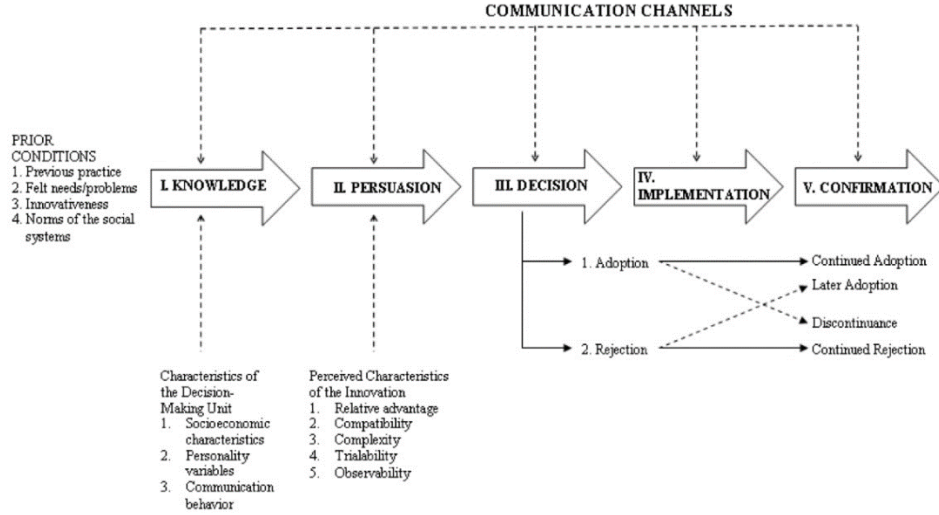 COMMUNICATION CHANNELS
PRIOR
CONDITIONS
1. Previous practice
2. Felt needs/problems
3. Innovativeness
4. Norms of the social
systems
I. KNOWLEDGE
II. PERSUASION
III. DECISION
IV.
IMPLEMENTATION
V. CONFIRMATION
1. Adoption
2. Rejection
Continued Adoption
Later Adoption
Discontinuance
Continued Rejection
Characteristics of
the Decision-
Making Unit
1. Socioeconomic
characteristics
2. Personality
variables
3. Communication
behavior
Perceived Characteristics
of the Innovation
1. Relative advantage
2. Compatibility
3. Complexity
4. Trialability
5. Observability